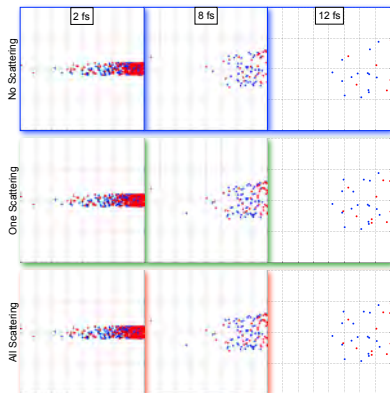 2 fs
8 fs
12 fs
No Scattering
One Scattering
All Scattering